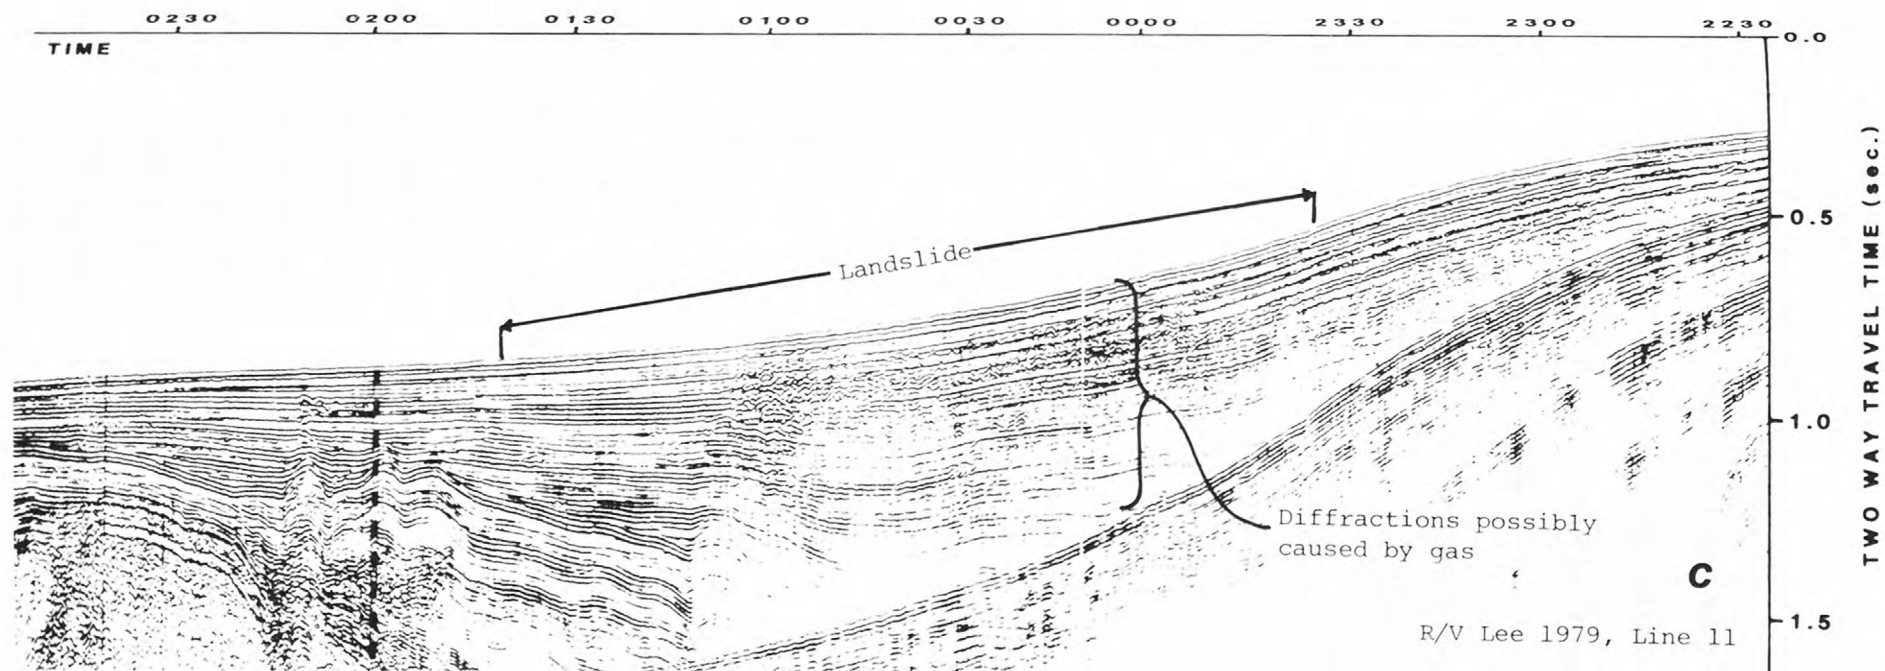 0230 0200 0130 0100 0030 0000 2330 2300 2230
TIME
0.0
0.5
1.0
1.5
TWO WAY TRAVEL TIME (sec.)
Landslide
Diffractions possibly
caused by gas
C
R/V Lee 1979, Line 11